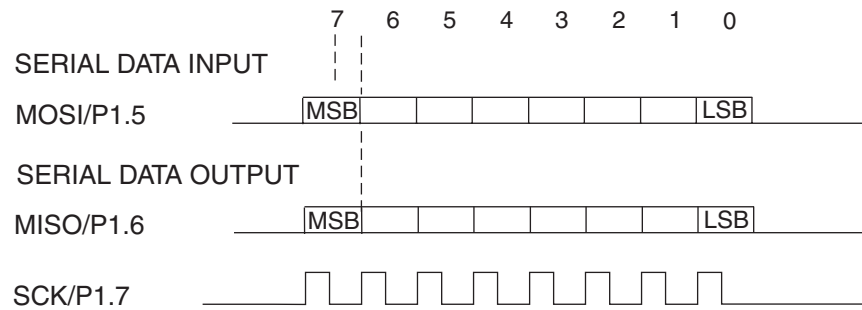 7 6 5 4 3 2 1 0
SERIAL DATA INPUT
MOSI/P1.5 MSB LSB
SERIAL DATA OUTPUT
MISO/P1.6 MSB LSB
SCK/P1.7